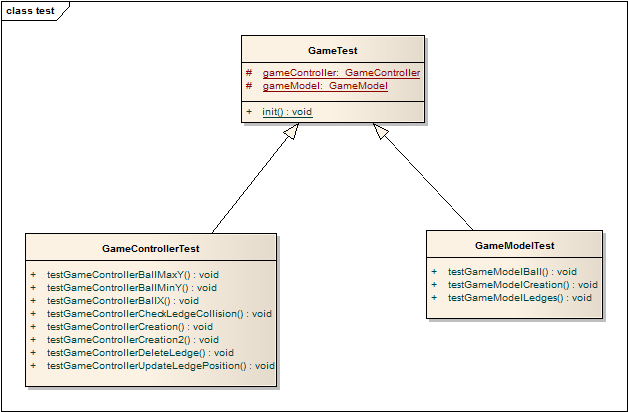 class test
GameTest
# gameController: GameController
# gameModel: GameModel
+ init() : void
GameControllerTest
+ testGameControllerBallMaxY() : void
+ testGameControllerBallMinY() : void
+ testGameControllerBallX() : void
+ testGameControllerCheckLedgeCollision() : void
+ testGameControllerCreation() : void
+ testGameControllerCreation2() : void
+ testGameControllerDeleteLedge() : void
+ testGameControllerUpdateLedgePosition() : void
GameModelTest
+ testGameModelBall() : void
+ testGameModelCreation() : void
+ testGameModelLedges() : void